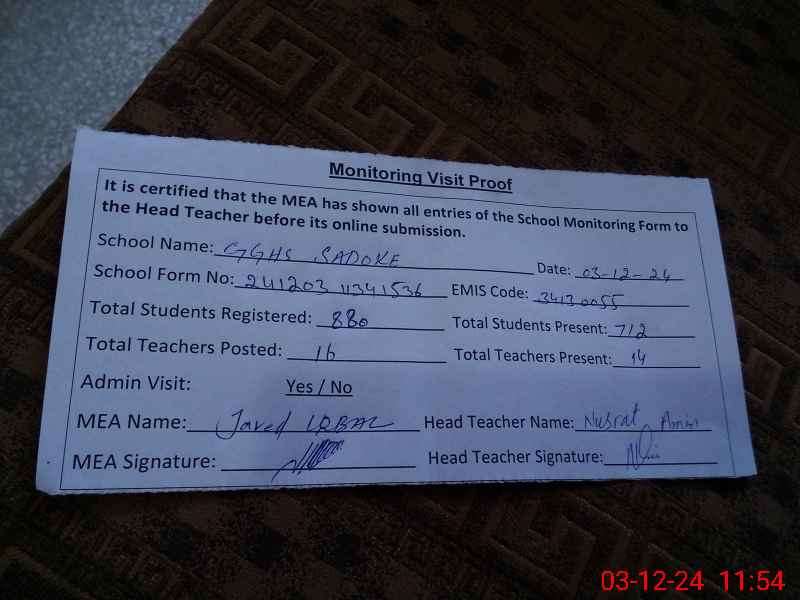 Monitoring Visit Proof
It is certified that the MEA has shown all entries of the School Monitoring Form to
the Head Teacher before its online submission.
School Name: GGHS SADOKE Date: 03-12-24
School Form No: 241203 11341536 EMIS Code: 34130055
Total Students Registered: 880 Total Students Present: 712
Total Teachers Posted: 16 Total Teachers Present: 14
Admin Visit: Yes / No
MEA Name: Javed IQBAL Head Teacher Name: Nusrat Amin
MEA Signature: Head Teacher Signature:
03-12-24 11:54